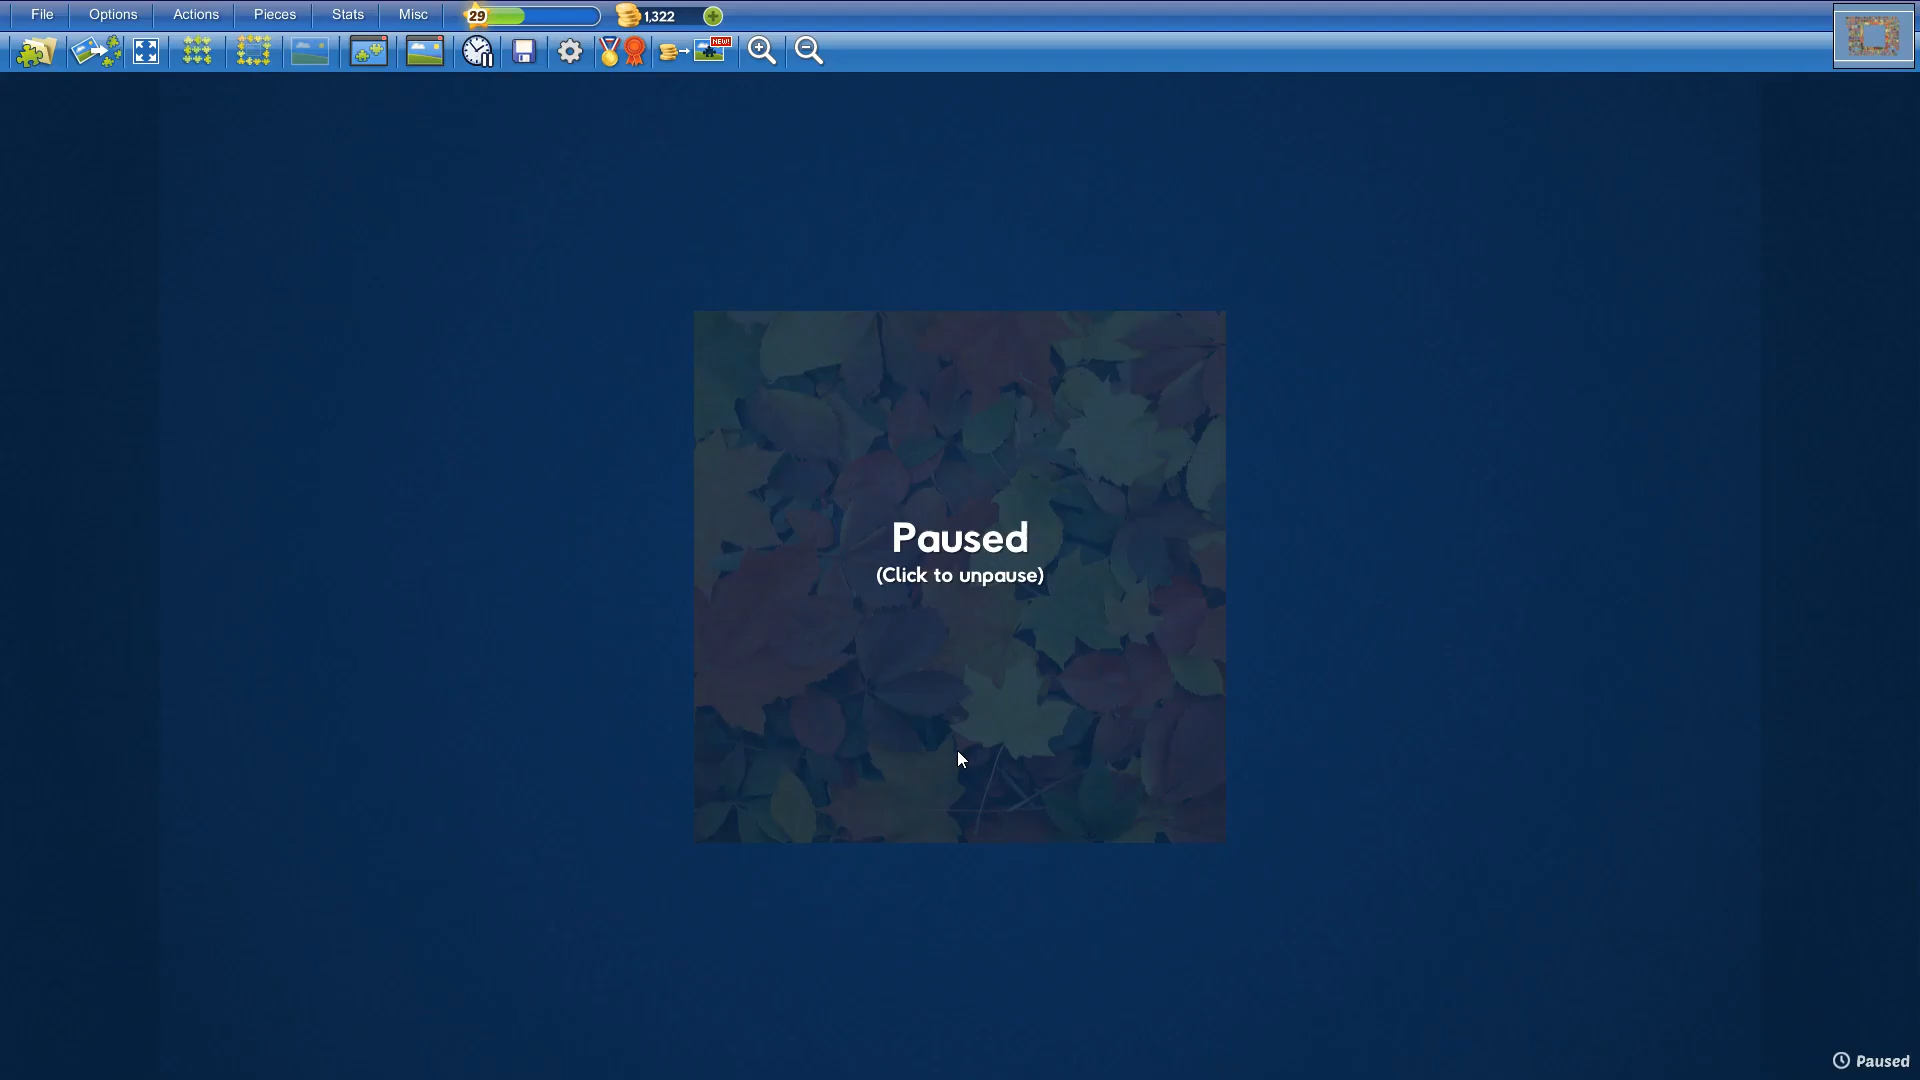 File Options Actions Pieces Stats Misc 29 1,322
NEW!
Paused
(Click to unpause)
Paused